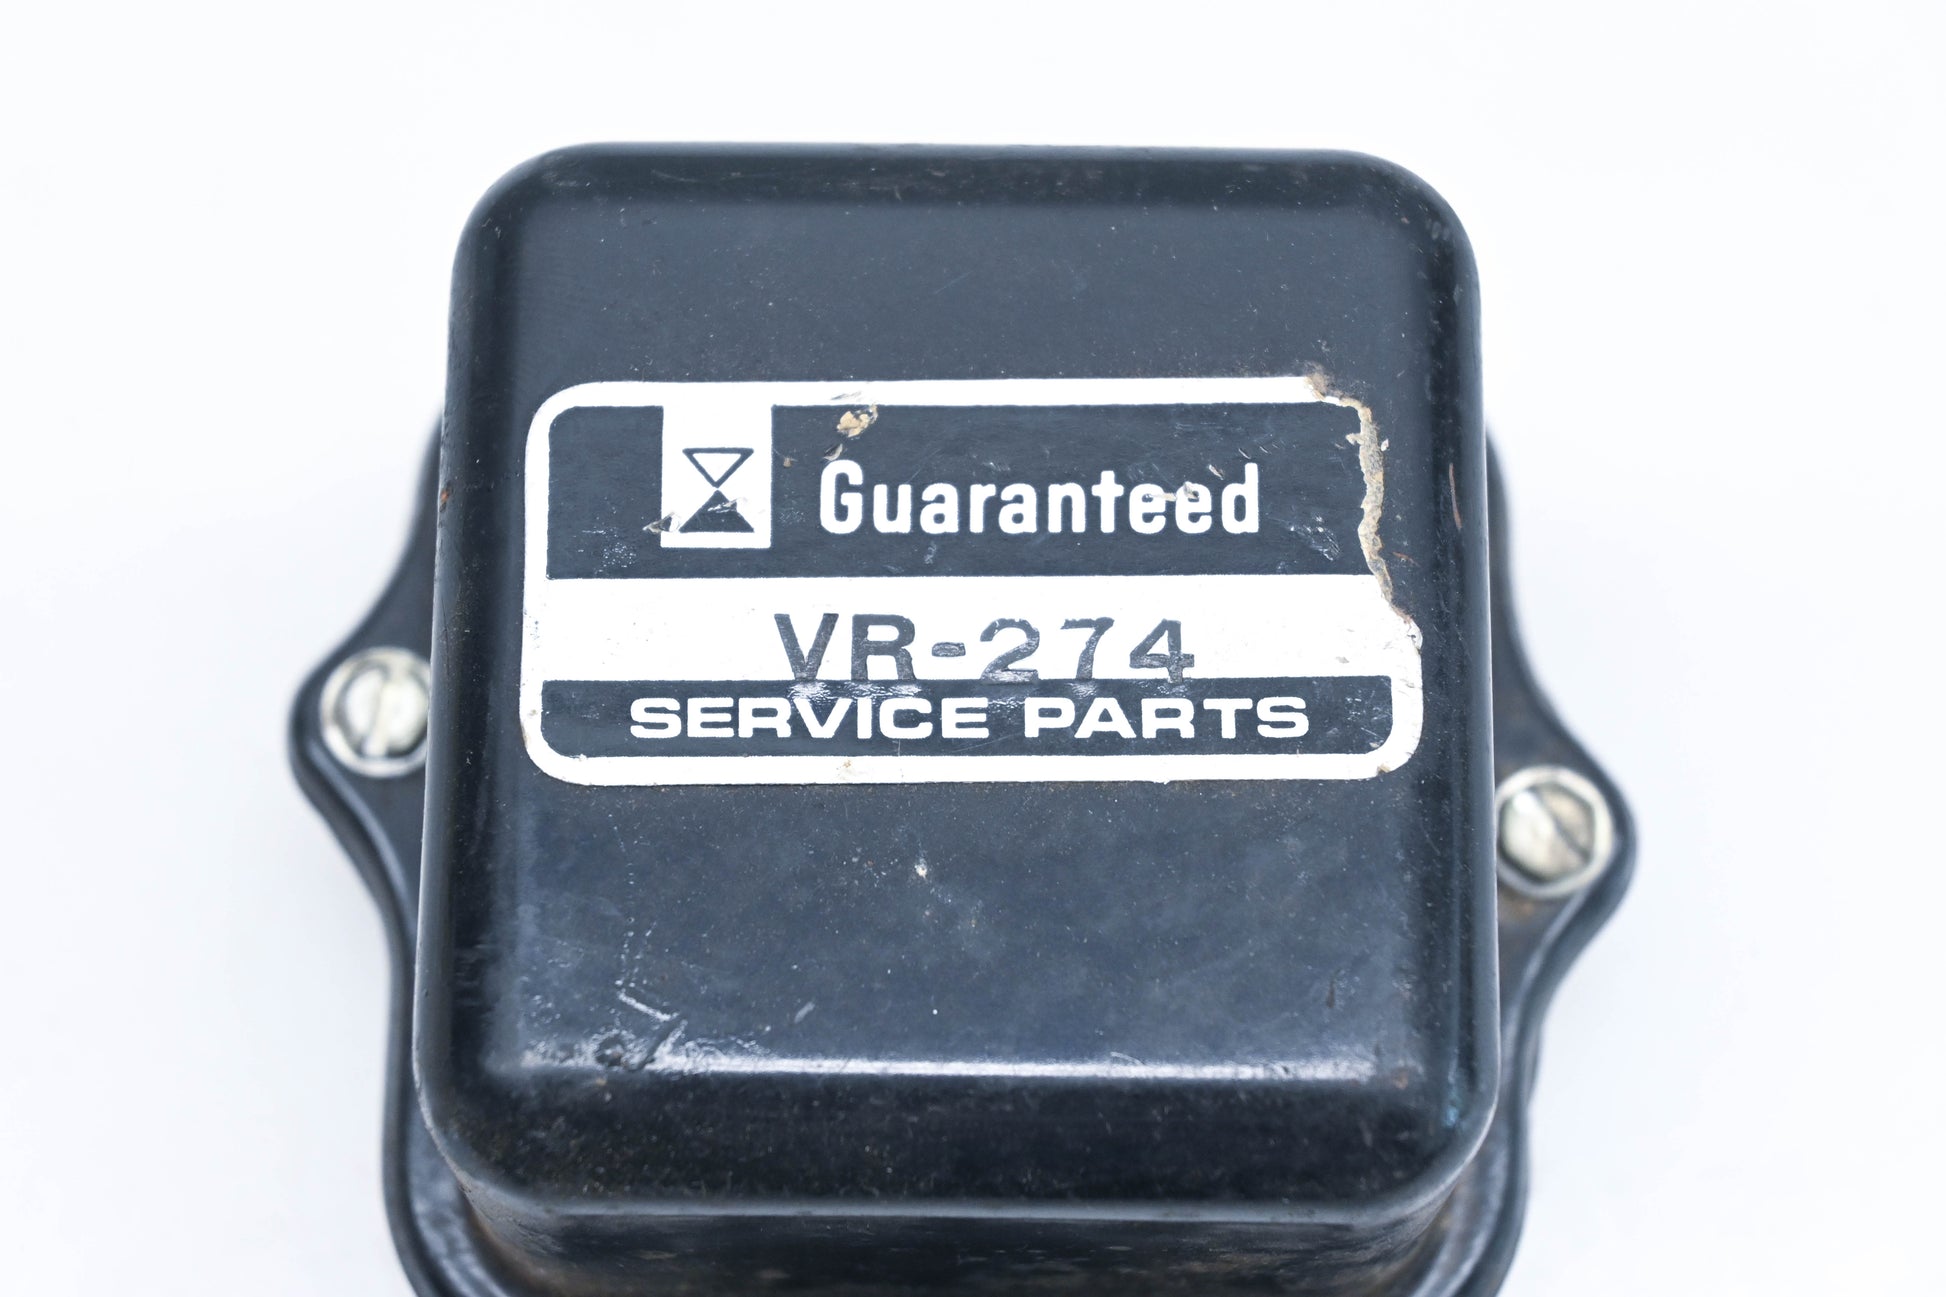 Guaranteed
VR-274
SERVICE PARTS